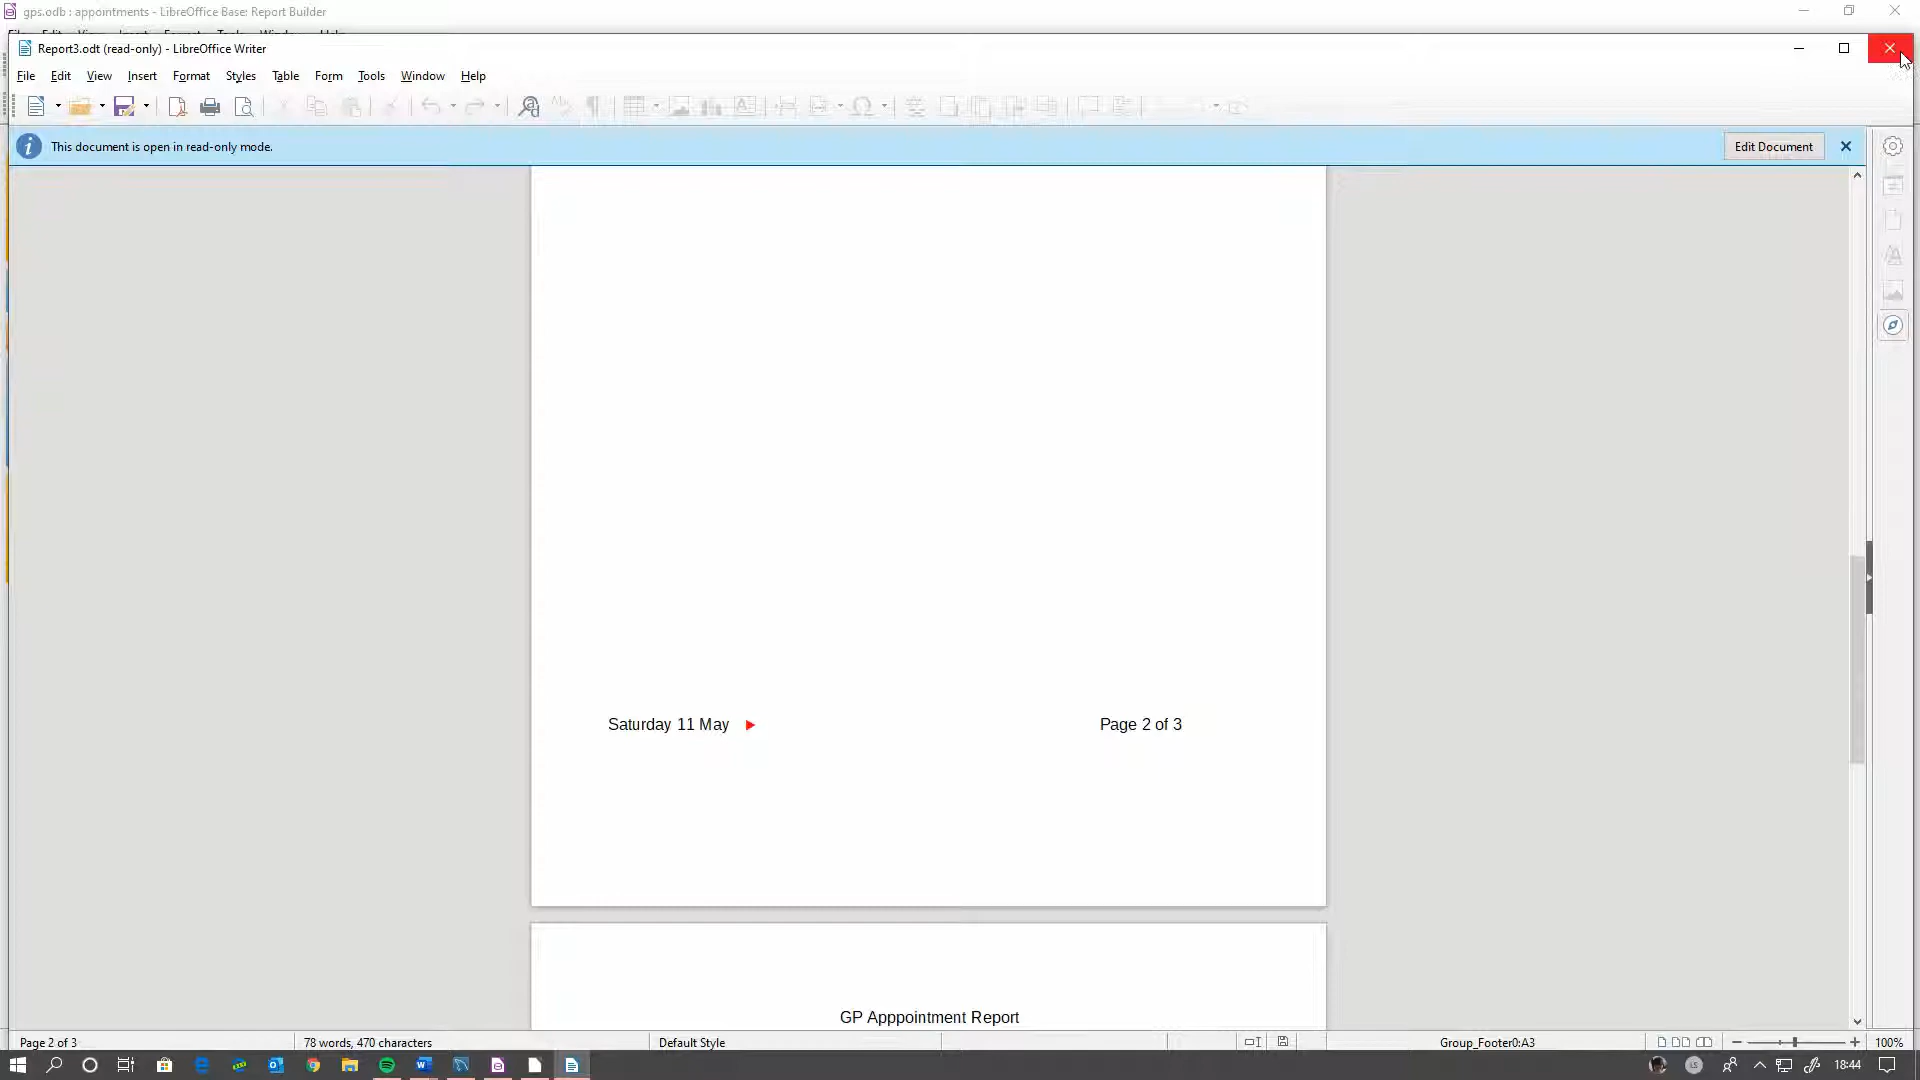 gps.odb : appointments - LibreOffice Base: Report Builder
Report3.odt (read-only) - LibreOffice Writer
File Edit View Insert Format Styles Table Form Tools Window Help
This document is open in read-only mode.
Edit Document
Saturday 11 May
Page 2 of 3
GP Apppointment Report
Page 2 of 3
78 words, 470 characters
Default Style
Group_Footer0:A3
100%
18:44